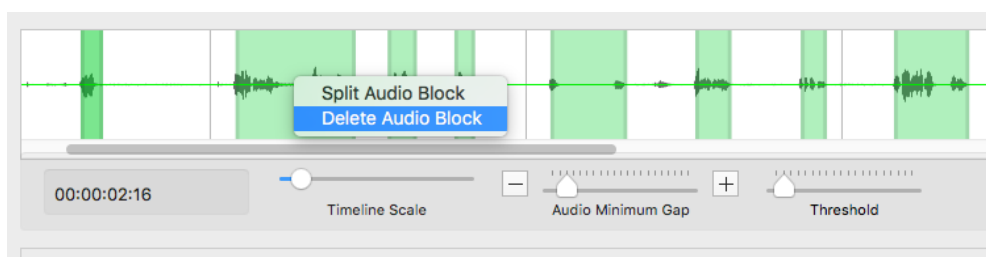 Split Audio Block
Delete Audio Block
00:00:02:16
Timeline Scale
Audio Minimum Gap
Threshold